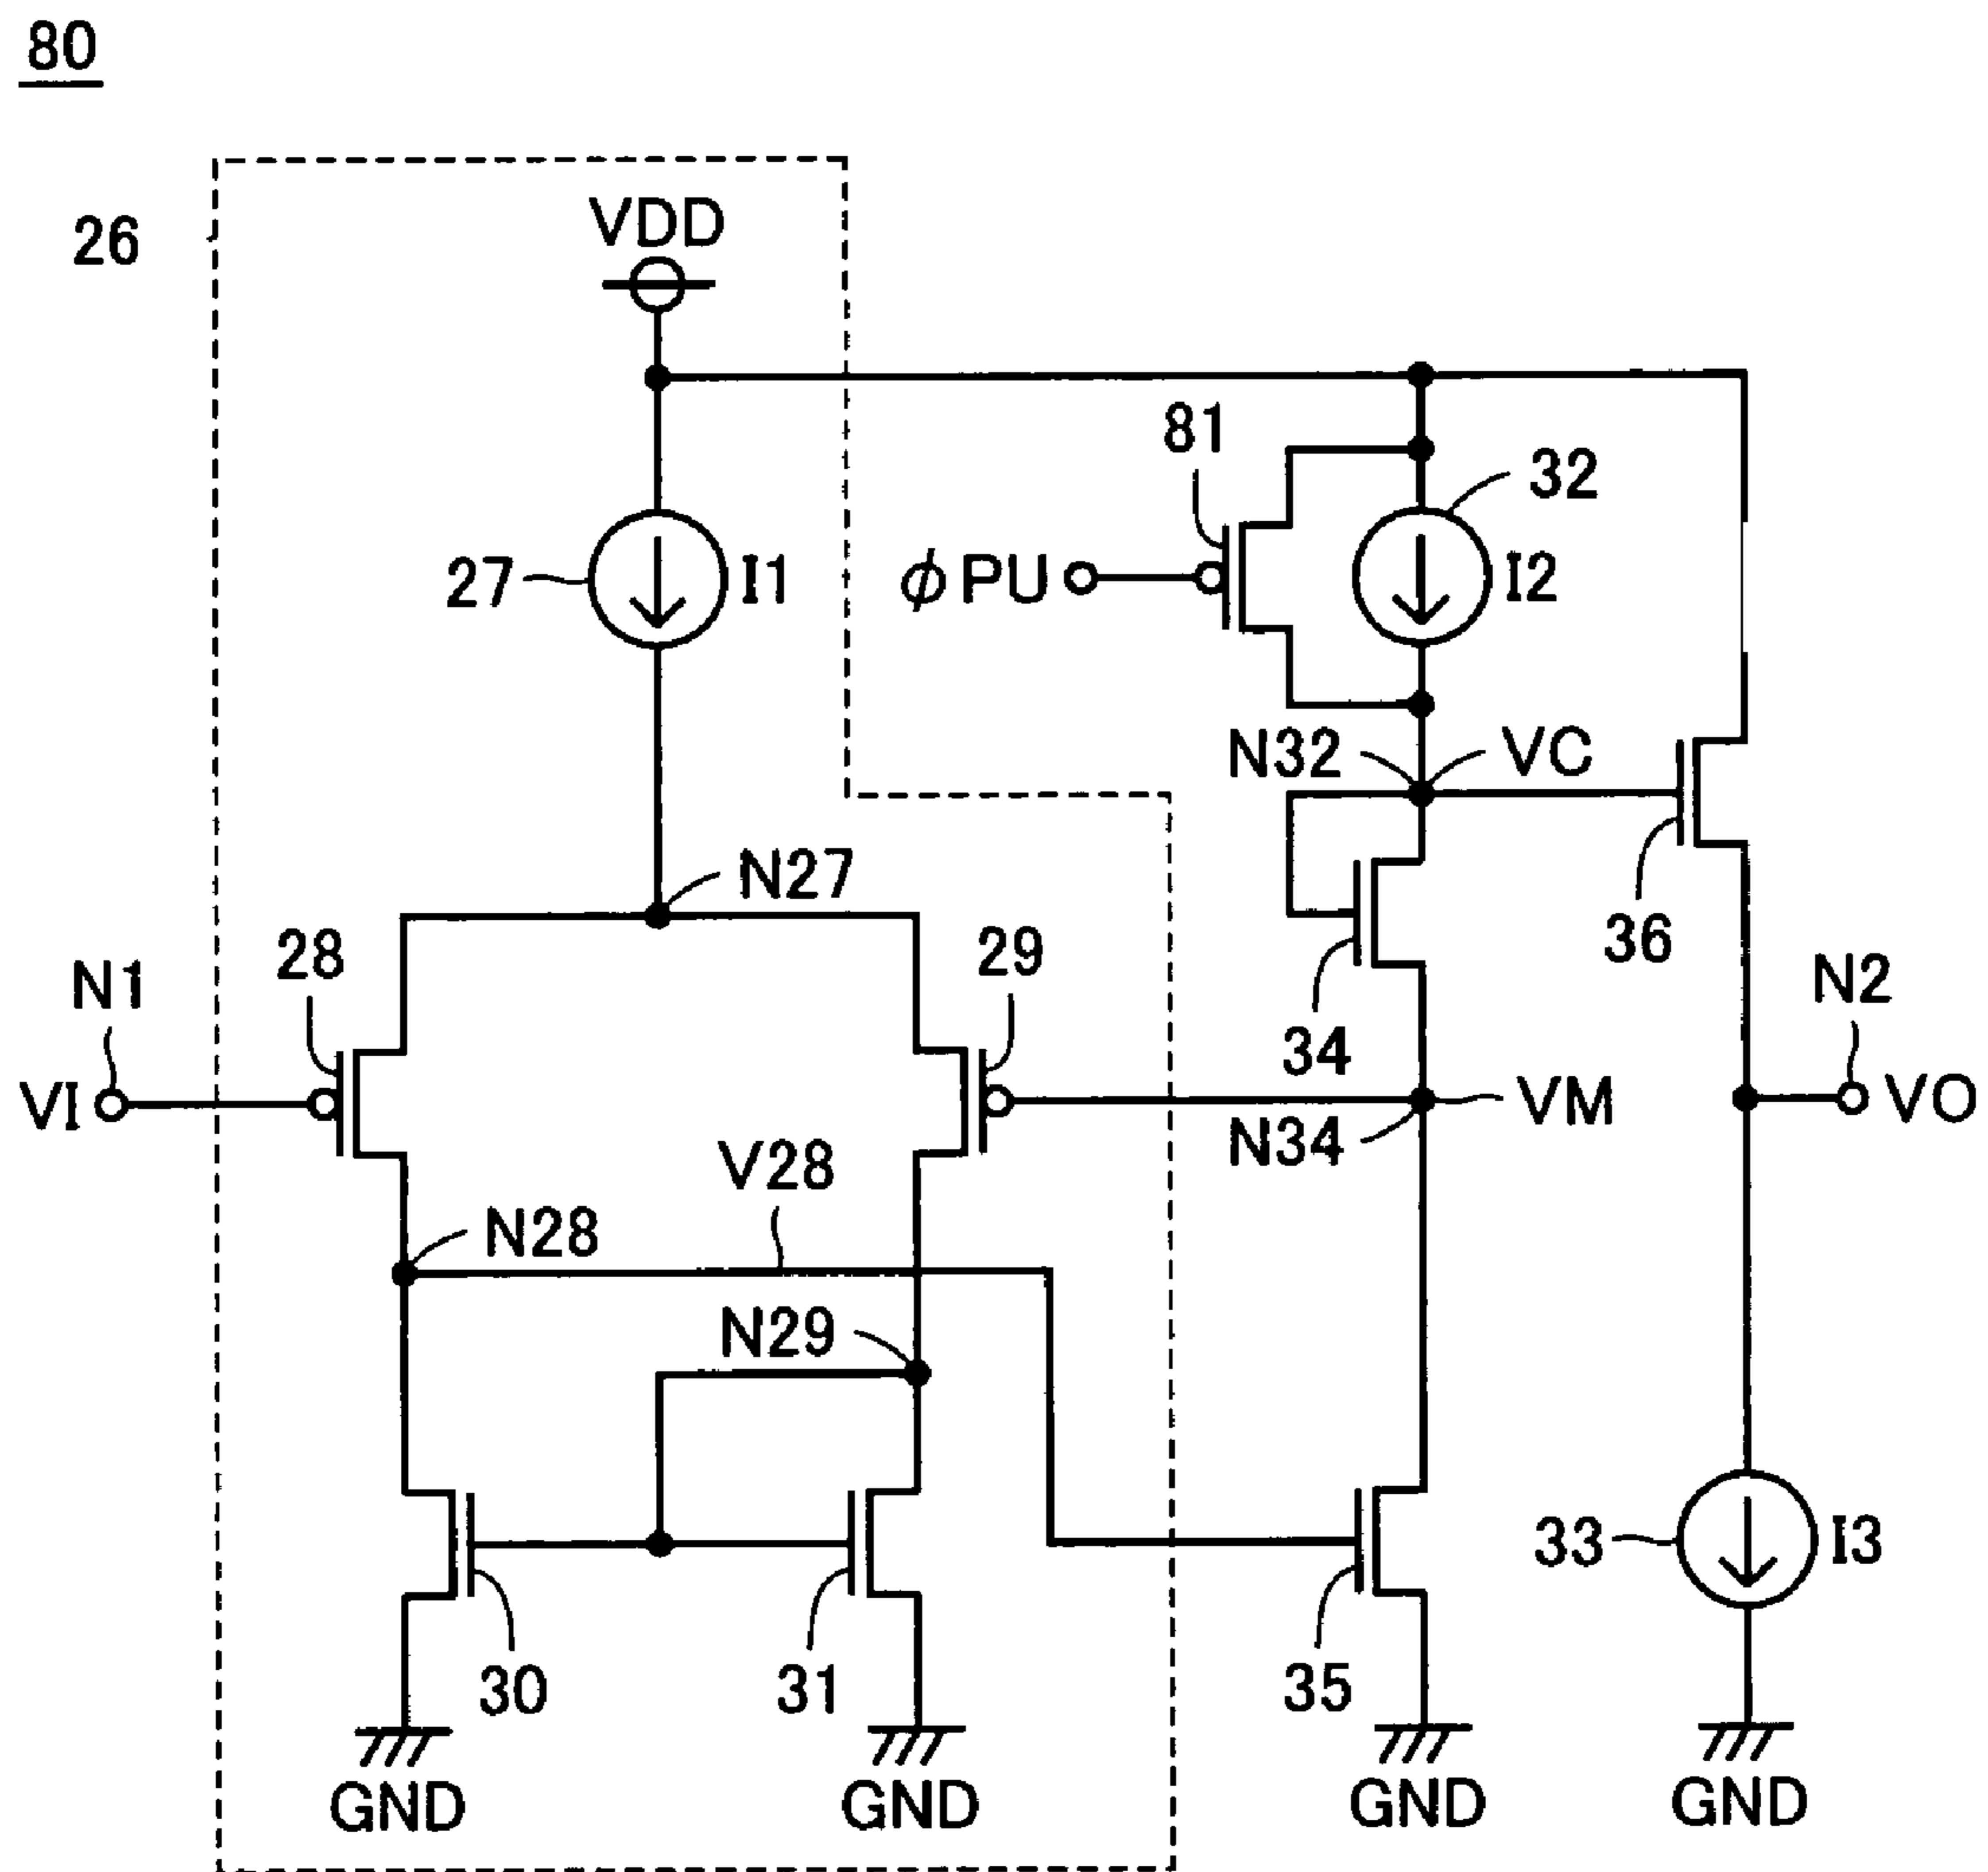 80
26
VDD
81
32
27
I1
φPU
I2
N32
VC
N27
36
28
29
N1
34
N2
VI
VM
VO
N34
V28
N28
N29
33
I3
30
31
35
GND
GND
GND
GND